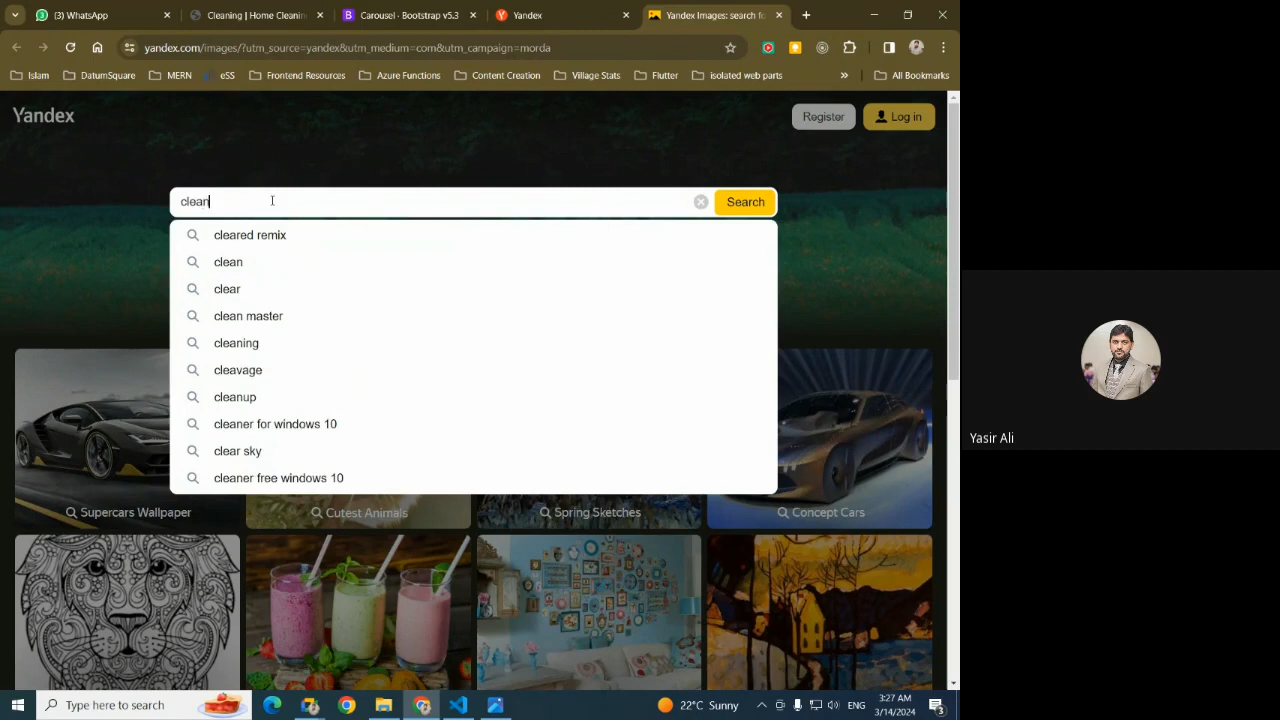 (3) WhatsApp
Cleaning | Home Cleanin
Carousel · Bootstrap v5.3
Yandex
Yandex Images: search fo
yandex.com/images/?utm_source=yandex&utm_medium=com&utm_campaign=morda
Islam
DatumSquare
MERN
eSS
Frontend Resources
Azure Functions
Content Creation
Village Stats
Flutter
isolated web parts
»
All Bookmarks
Yandex
Register
Log in
clean
Search
cleared remix
clean
clear
clean master
cleaning
cleavage
cleanup
cleaner for windows 10
clear sky
cleaner free windows 10
Supercars Wallpaper
Cutest Animals
Spring Sketches
Concept Cars
Yasir Ali
Type here to search
22°C Sunny
ENG
3:27 AM
3/14/2024
3